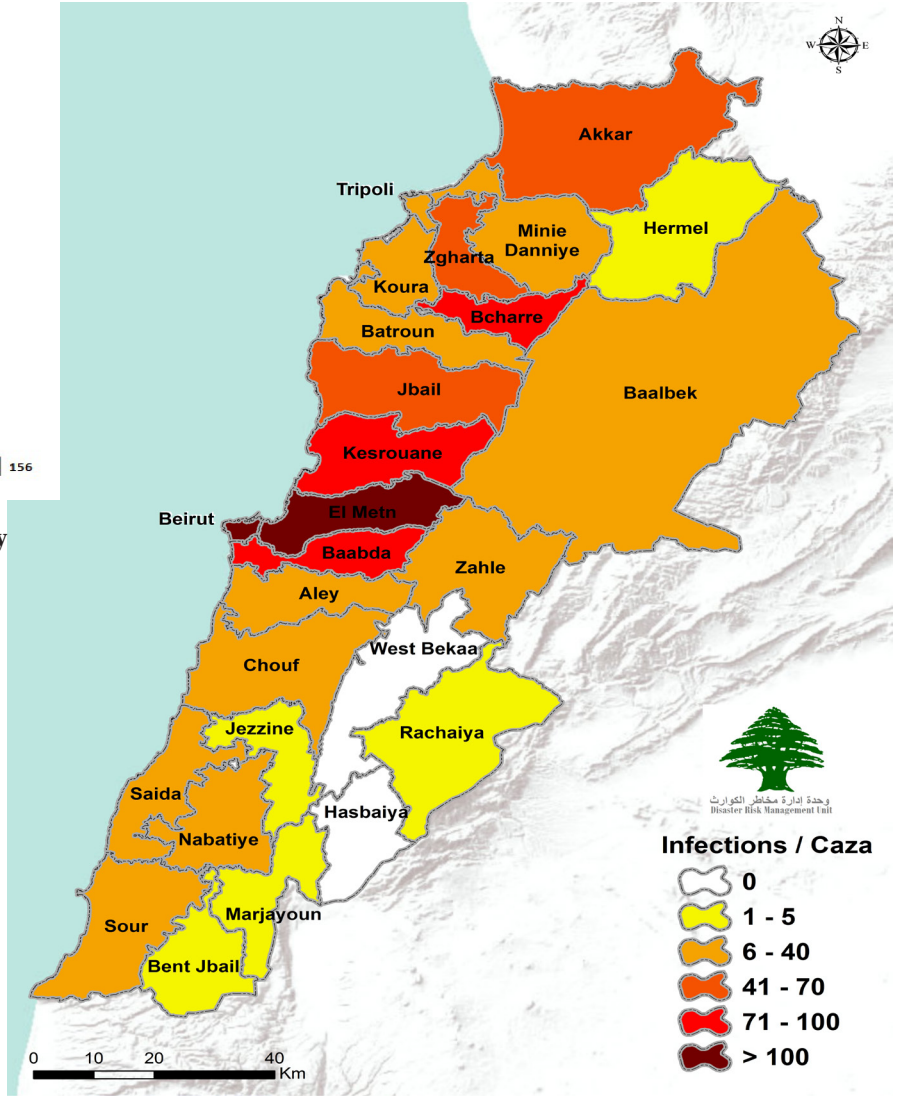 N
W E
S
Akkar
Tripoli
Hermel
Minie
Danniye
Zgharta
Koura
Bcharre
Batroun
Jbail
Baalbek
Kesrouane
156
El Metn
Beirut
y
Baabda
Zahle
Aley
West Bekaa
Chouf
Jezzine
Rachaiya
Saida
Hasbaiya
Nabatiye
Marjayoun
Sour
Bent Jbail
وحدة إدارة مخاطر الكوارث
Disaster Risk Management Unit
Infections / Caza
0
1 - 5
6 - 40
41 - 70
71 - 100
> 100
0 10 20 40
Km